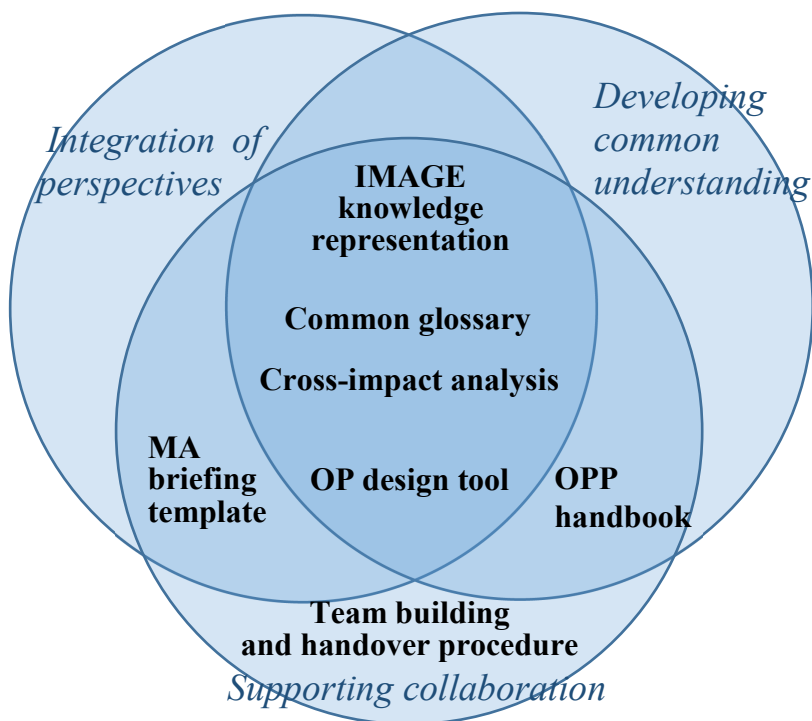 Integration of
perspectives
Developing
common
understanding
IMAGE
knowledge
representation
Common glossary
Cross-impact analysis
MA
briefing
template
OP design tool
OPP
handbook
Team building
and handover procedure
Supporting collaboration